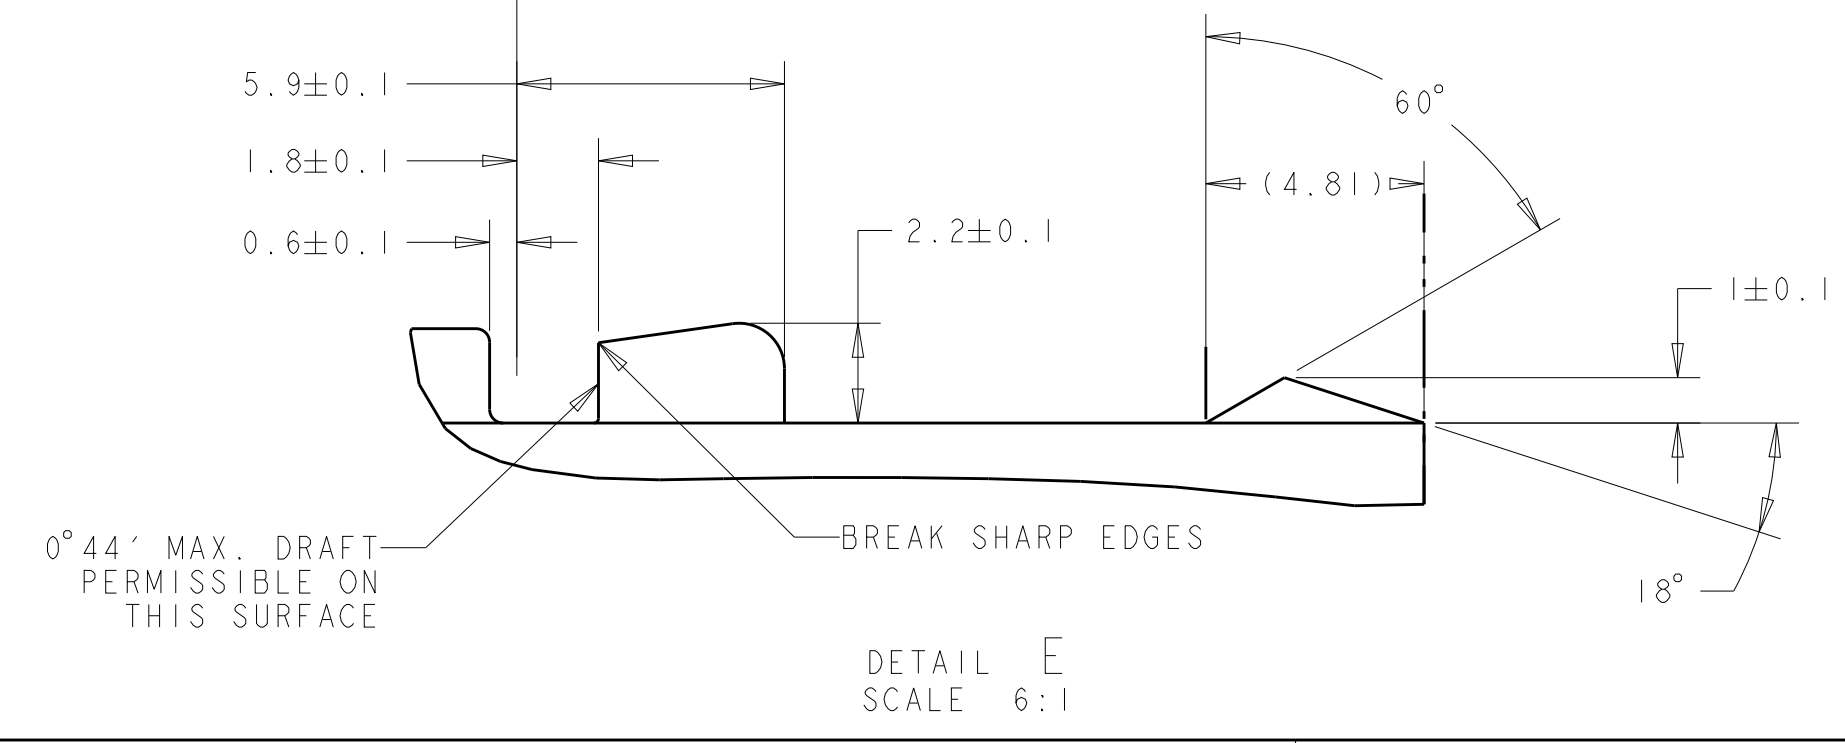 5.9±0.1
60°
1.8±0.1
(4.81)
0.6±0.1
2.2±0.1
1±0.1
0°44′ MAX. DRAFT
PERMISSIBLE ON
THIS SURFACE
BREAK SHARP EDGES
18°
DETAIL E
SCALE 6:1